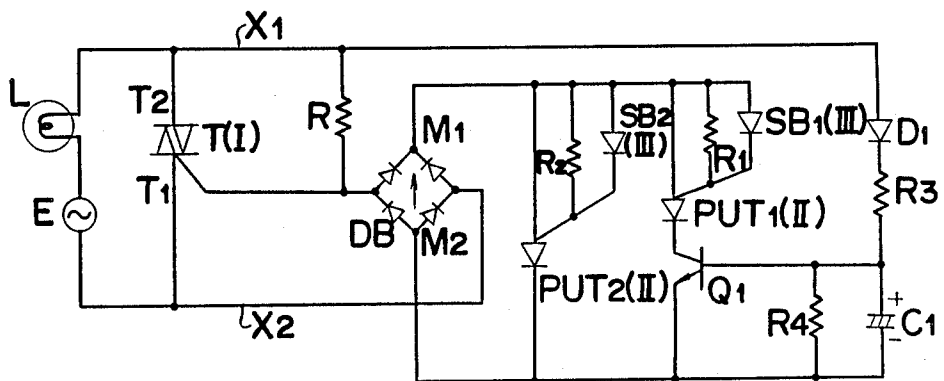 X1
L
T2
R
M1
SB2
(III)
SB1(III)
D1
T(I)
R2
R1
T1
R3
E
DB
M2
PUT1(II)
PUT2(II)
Q1
R4
+
C1
-
X2